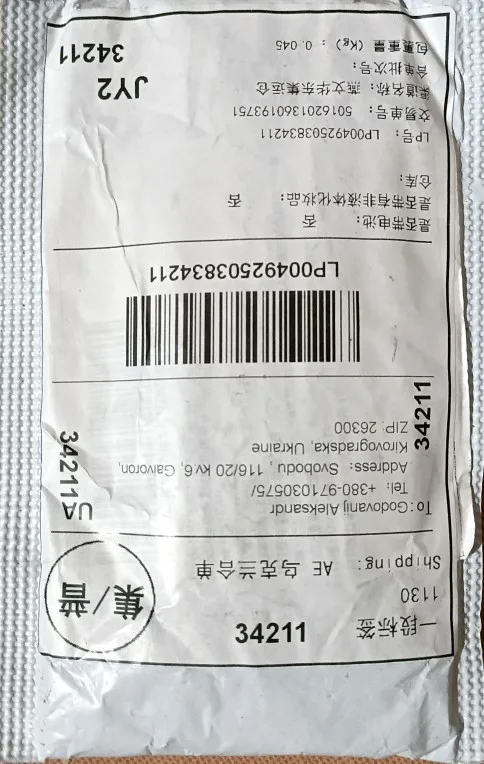 一段标签
34211
1130
集/普
Shipping: AE 乌克兰合单
To: Godovanij Aleksandr
Tel: +380-971030575/
Address: Svobodu , 116/20 kv 6, Gaivoron,
Kirovogradska, Ukraine
ZIP: 26300
UA
34211
34211
LP00492503834211
是否带电池: 否
是否带有非液体化妆品: 否
仓库:
LP号: LP00492503834211
交易单号: 5016201360193751
渠道名称: 燕文华东集运仓
合单批次号:
包裹重量 (Kg) : 0.045
JY2
34211